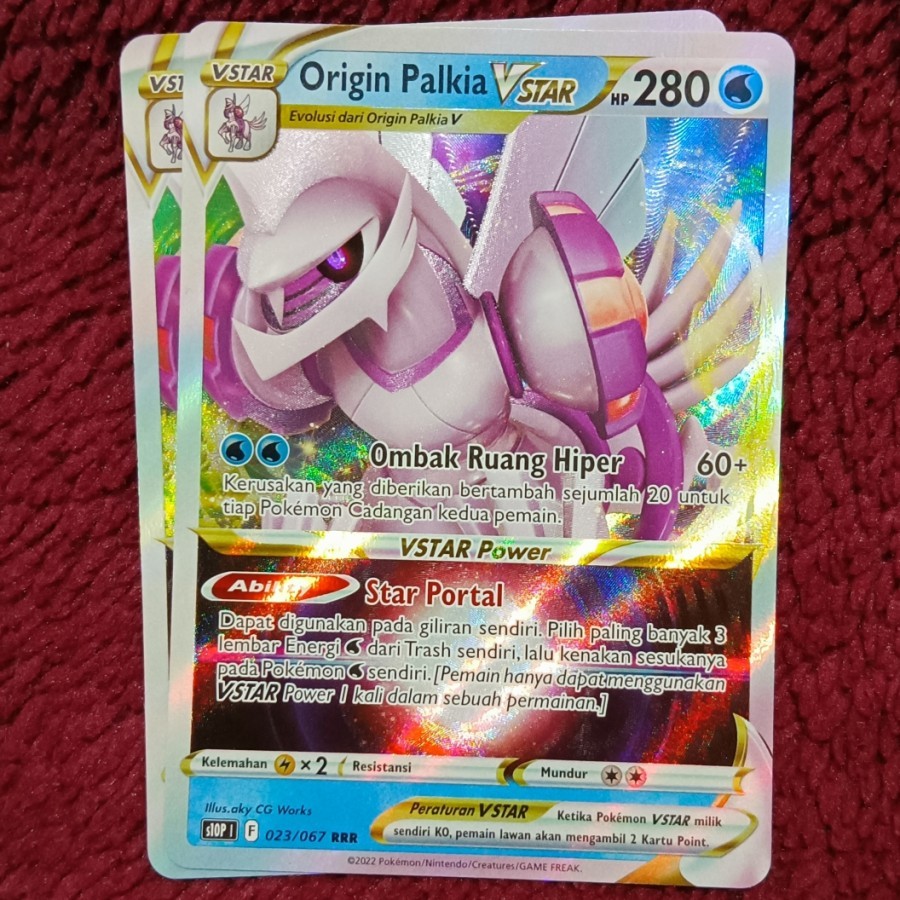 VST
VSTAR
Origin Palkia VSTAR HP 280
Evolusi dari Origin Palkia V
Ombak Ruang Hiper 60+
Kerusakan yang diberikan bertambah sejumlah 20 untuk
tiap Pokémon Cadangan kedua pemain.
VSTAR Power
Ability Star Portal
Dapat digunakan pada giliran sendiri. Pilih paling banyak 3
lembar Energi dari Trash sendiri, lalu kenakan sesukanya
pada Pokémon sendiri. [Pemain hanya dapat menggunakan
VSTAR Power 1 kali dalam sebuah permainan.]
Kelemahan ×2 Resistansi Mundur
Illus. aky CG Works
Peraturan VSTAR Ketika Pokémon VSTAR milik
sendiri KO, pemain lawan akan mengambil 2 Kartu Point.
s10P I F 023/067 RRR
©2022 Pokémon/Nintendo/Creatures/GAME FREAK.